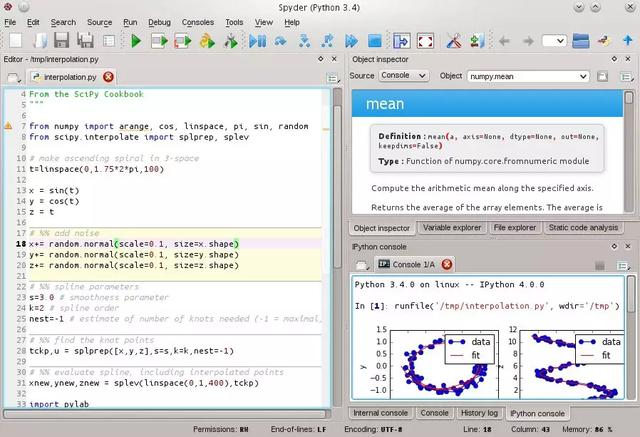 Spyder (Python 3.4)
File Edit Search Source Run Debug Consoles Tools View Help
Editor - /tmp/interpolation.py
interpolation.py
4 From the SciPy Cookbook
5 """
6
7 from numpy import arange, cos, linspace, pi, sin, random
8 from scipy.interpolate import splprep, splev
9
10 # make ascending spiral in 3-space
11 t=linspace(0,1.75*2*pi,100)
12
13 x = sin(t)
14 y = cos(t)
15 z = t
16
17 # %% add noise
18 x+= random.normal(scale=0.1, size=x.shape)
19 y+= random.normal(scale=0.1, size=y.shape)
20 z+= random.normal(scale=0.1, size=z.shape)
21
22 # %% spline parameters
23 s=3.0 # smoothness parameter
24 k=2 # spline order
25 nest=-1 # estimate of number of knots needed (-1 = maximal,
26
27 # %% find the knot points
28 tckp,u = splprep([x,y,z],s=s,k=k,nest=-1)
29
30 # %% evaluate spline, including interpolated points
31 xnew,ynew,znew = splev(linspace(0,1,400),tckp)
32
33 import pylab
Object inspector
Source Console Object numpy.mean
mean
Definition : mean(a, axis=None, dtype=None, out=None,
keepdims=False)
Type : Function of numpy.core.fromnumeric module
Compute the arithmetic mean along the specified axis.
Returns the average of the array elements. The average is
Object inspector Variable explorer File explorer Static code analysis
IPython console
Console 1/A
Python 3.4.0 on linux -- IPython 4.0.0
In [1]: runfile('/tmp/interpolation.py', wdir='/tmp')
1.5
1.0
0.5
0.0
−0.5
−1.0
y
data
fit
12
10
8
6
4
2
0
z
data
fit
Internal console Console History log IPython console
Permissions: RW End-of-lines: LF Encoding: UTF-8 Line: 18 Column: 43 Memory: 86 %